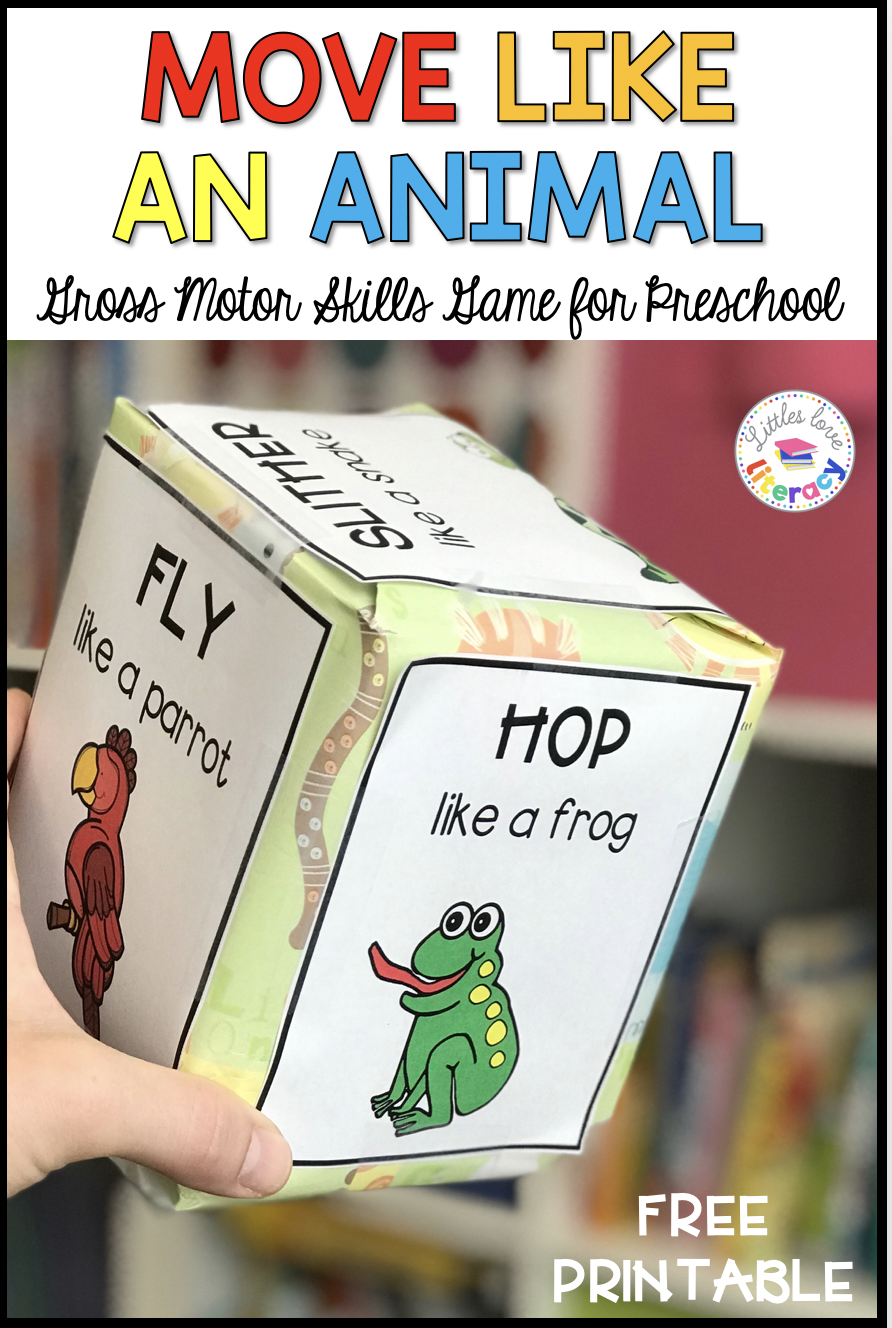 MOVE LIKE
AN ANIMAL
Gross Motor Skills Game for Preschool
Littles love
literacy
SLITHER
like a snake
FLY
like a parrot
HOP
like a frog
FREE
PRINTABLE